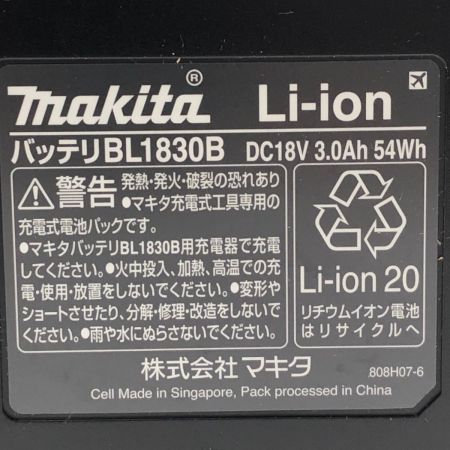 makita® Li-ion
バッテリBL1830B DC18V 3.0Ah 54Wh
警告 発熱・発火・破裂の恐れあり
●マキタ充電式工具専用の
充電式電池パックです。
●マキタバッテリBL1830B用充電器で充電
してください。●火中投入、加熱、高温での充
電・使用・放置をしないでください。●変形や
ショートさせたり、分解・修理・改造をしないで
ください。●雨や水にぬらさないでください。
Li-ion 20
リチウムイオン電池
はリサイクルへ
株式会社マキタ
808H07-6
Cell Made in Singapore, Pack processed in China